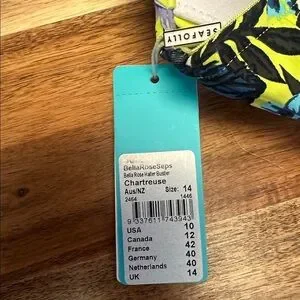 SEAFOLLY
BellaRoseSeps
Bella Rosa Halter Bustier
Chartreuse
Aus/NZ Size: 14
2464 1446
9 337611 743943
USA 10
Canada 12
France 42
Germany 40
Netherlands 40
UK 14